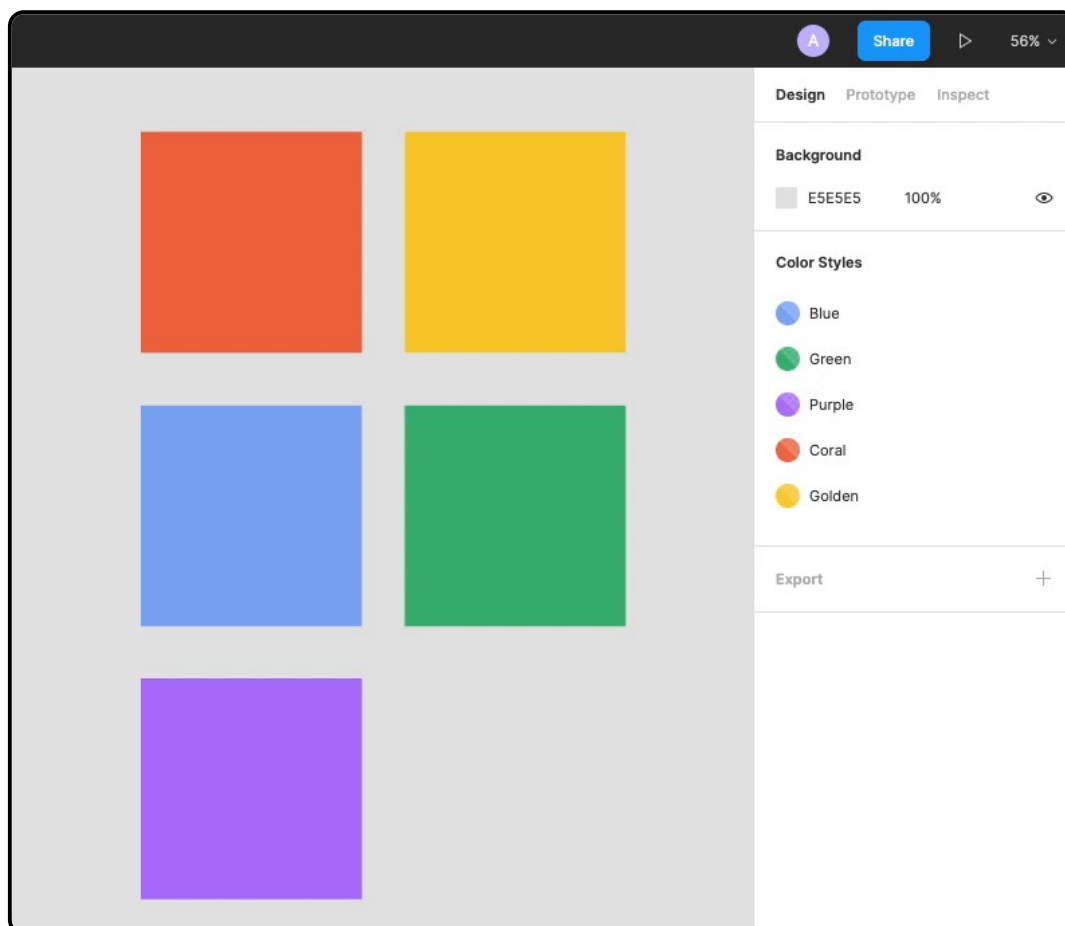 A Share 56%
Design Prototype Inspect
Background
E5E5E5 100%
Color Styles
Blue
Green
Purple
Coral
Golden
Export